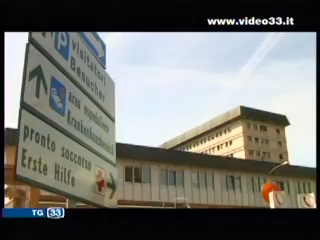 www.video33.it
P visitatori
Besucher
area ospedaliera
Krankenhausbereich
pronto soccorso
Erste Hilfe
TG 33